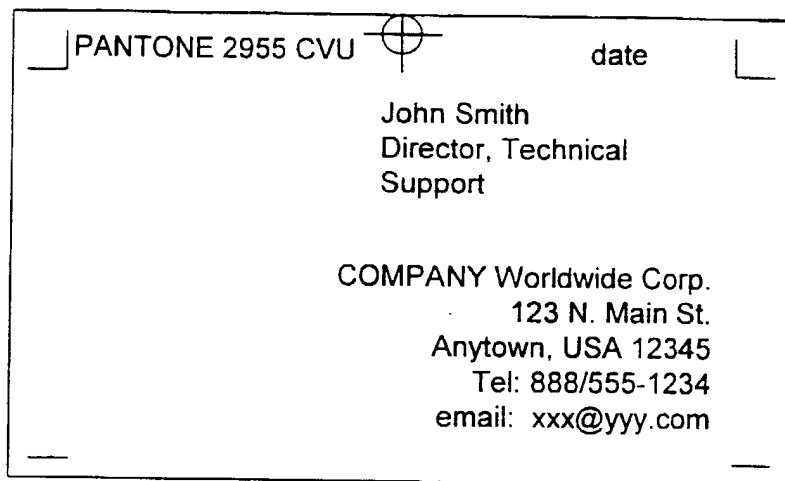 PANTONE 2955 CVU
date
John Smith
Director, Technical
Support
COMPANY Worldwide Corp.
123 N. Main St.
Anytown, USA 12345
Tel: 888/555-1234
email: xxx@yyy.com